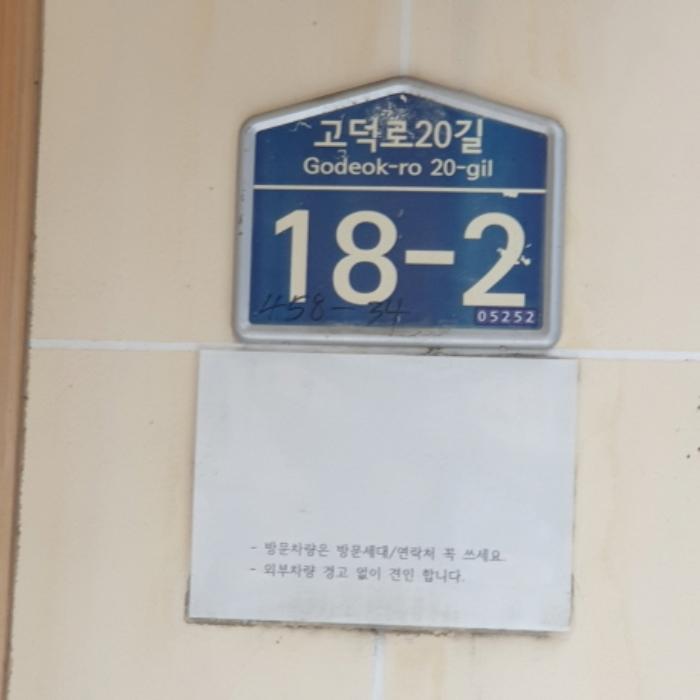 고덕로20길
Godeok-ro 20-gil
18-2
458-34
05252
- 방문차량은 방문세대/연락처 꼭 쓰세요.
- 외부차량 경고 없이 견인 합니다.